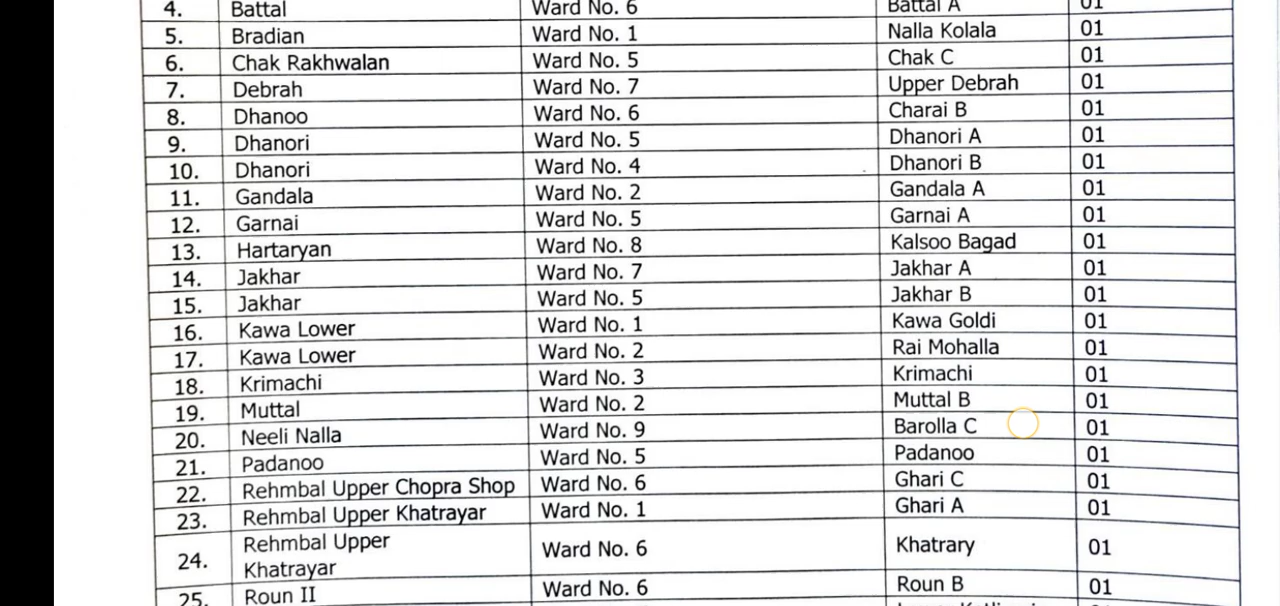 4. Battal Ward No. 6 Battal A 01
5. Bradian Ward No. 1 Nalla Kolala 01
6. Chak Rakhwalan Ward No. 5 Chak C 01
7. Debrah Ward No. 7 Upper Debrah 01
8. Dhanoo Ward No. 6 Charai B 01
9. Dhanori Ward No. 5 Dhanori A 01
10. Dhanori Ward No. 4 Dhanori B 01
11. Gandala Ward No. 2 Gandala A 01
12. Garnai Ward No. 5 Garnai A 01
13. Hartaryan Ward No. 8 Kalsoo Bagad 01
14. Jakhar Ward No. 7 Jakhar A 01
15. Jakhar Ward No. 5 Jakhar B 01
16. Kawa Lower Ward No. 1 Kawa Goldi 01
17. Kawa Lower Ward No. 2 Rai Mohalla 01
18. Krimachi Ward No. 3 Krimachi 01
19. Muttal Ward No. 2 Muttal B 01
20. Neeli Nalla Ward No. 9 Barolla C 01
21. Padanoo Ward No. 5 Padanoo 01
22. Rehmbal Upper Chopra Shop Ward No. 6 Ghari C 01
23. Rehmbal Upper Khatrayar Ward No. 1 Ghari A 01
24. Rehmbal Upper
Khatrayar Ward No. 6 Khatrary 01
25. Roun II Ward No. 6 Roun B 01